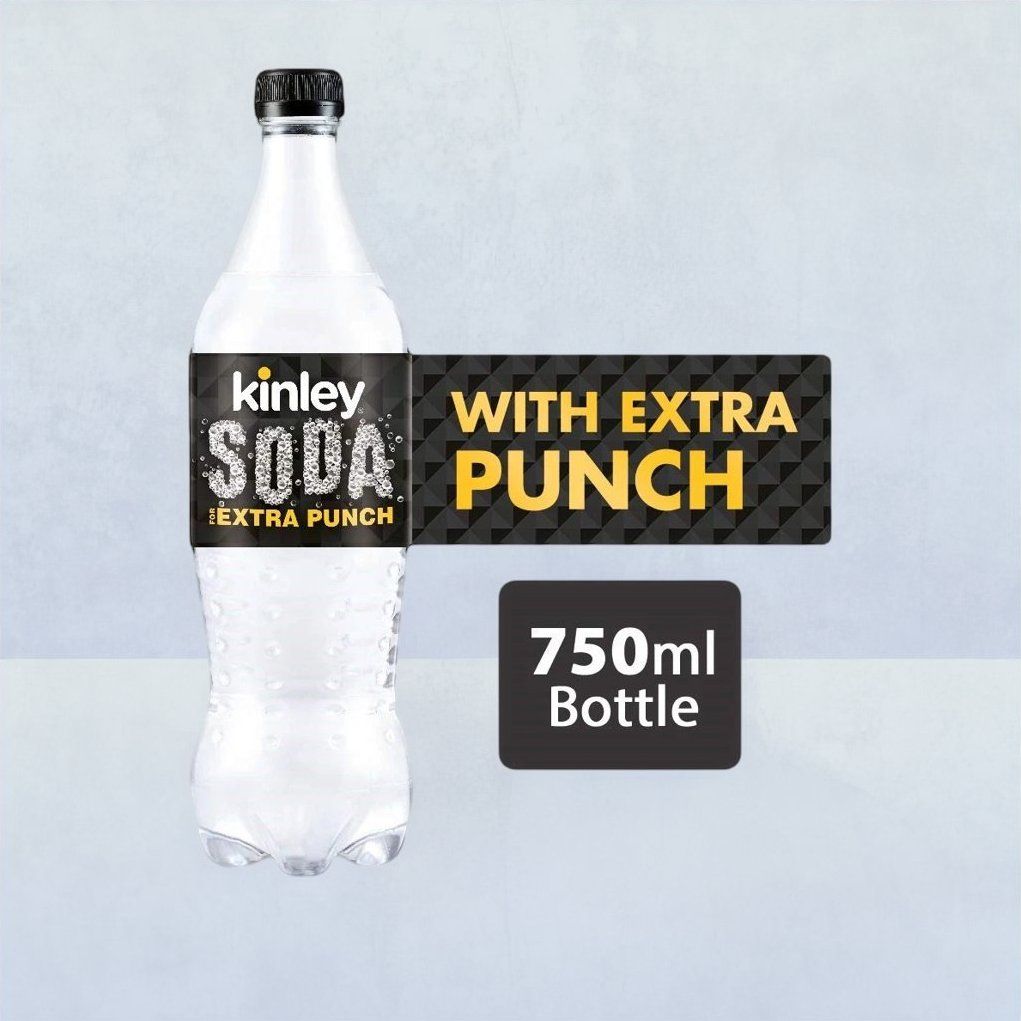 kinley
SODA
FOR EXTRA PUNCH
WITH EXTRA
PUNCH
750ml
Bottle